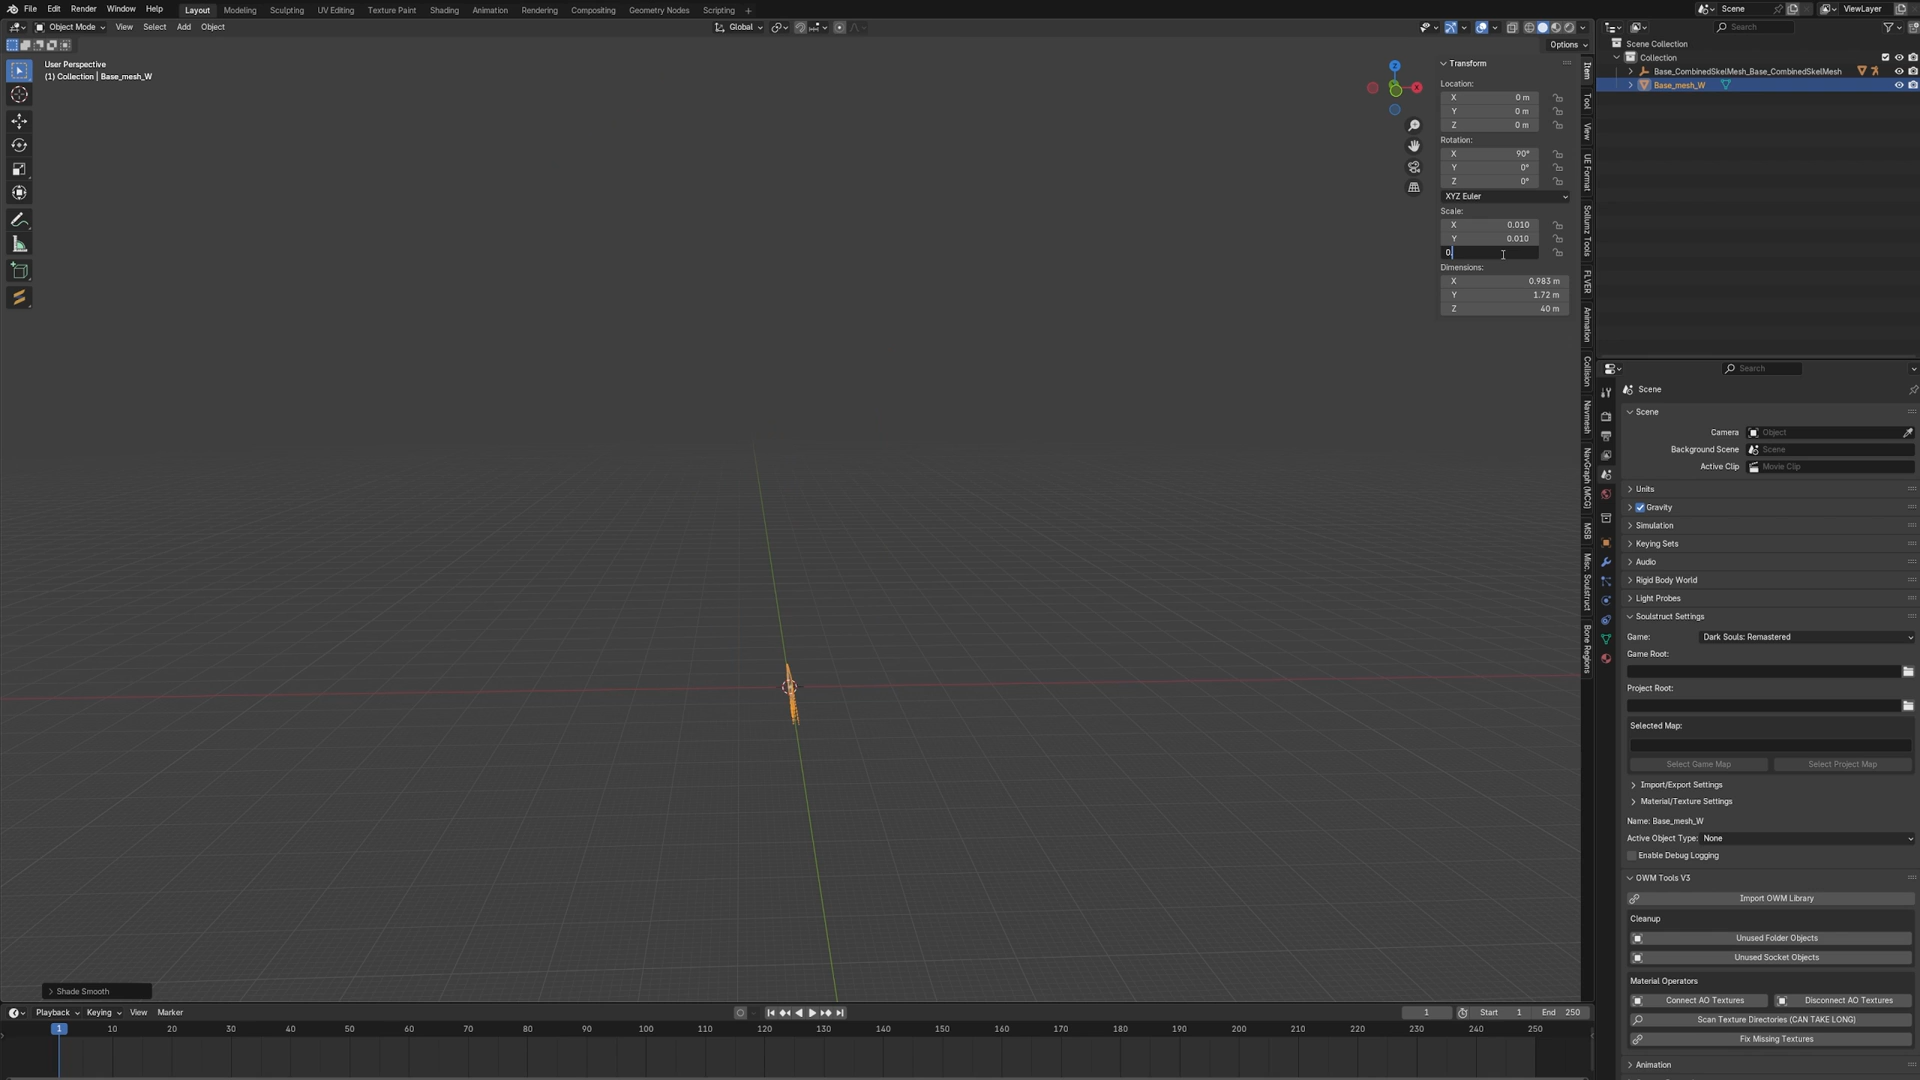 File Edit Render Window Help Layout Modeling Sculpting UV Editing Texture Paint Shading Animation Rendering Compositing Geometry Nodes Scripting + Scene ViewLayer
Object Mode View Select Add Object Global Search
Options
User Perspective
(1) Collection | Base_mesh_W
Scene Collection
Collection
Base_CombinedSkelMesh_Base_CombinedSkelMesh
Base_mesh_W
Z
X
Transform
Location:
X 0 m
Y 0 m
Z 0 m
Rotation:
X 90°
Y 0°
Z 0°
XYZ Euler
Scale:
X 0.010
Y 0.010
0.
Dimensions:
X 0.983 m
Y 1.72 m
Z 40 m
Item
Tool
View
UE Format
Sollumz Tools
FLVER
Animation
Collision
Navmesh
NavGraph (MCG)
MSB
Misc. Soulstruct
Bone Regions
Search
Scene
Scene
Camera Object
Background Scene Scene
Active Clip Movie Clip
Units
Gravity
Simulation
Keying Sets
Audio
Rigid Body World
Light Probes
Soulstruct Settings
Game: Dark Souls: Remastered
Game Root:
Project Root:
Selected Map:
Select Game Map Select Project Map
Import/Export Settings
Material/Texture Settings
Name: Base_mesh_W
Active Object Type: None
Enable Debug Logging
OWM Tools V3
Import OWM Library
Cleanup
Unused Folder Objects
Unused Socket Objects
Material Operators
Connect AO Textures Disconnect AO Textures
Scan Texture Directories (CAN TAKE LONG)
Fix Missing Textures
Animation
Shade Smooth
Playback Keying View Marker 1 Start 1 End 250
1 10 20 30 40 50 60 70 80 90 100 110 120 130 140 150 160 170 180 190 200 210 220 230 240 250